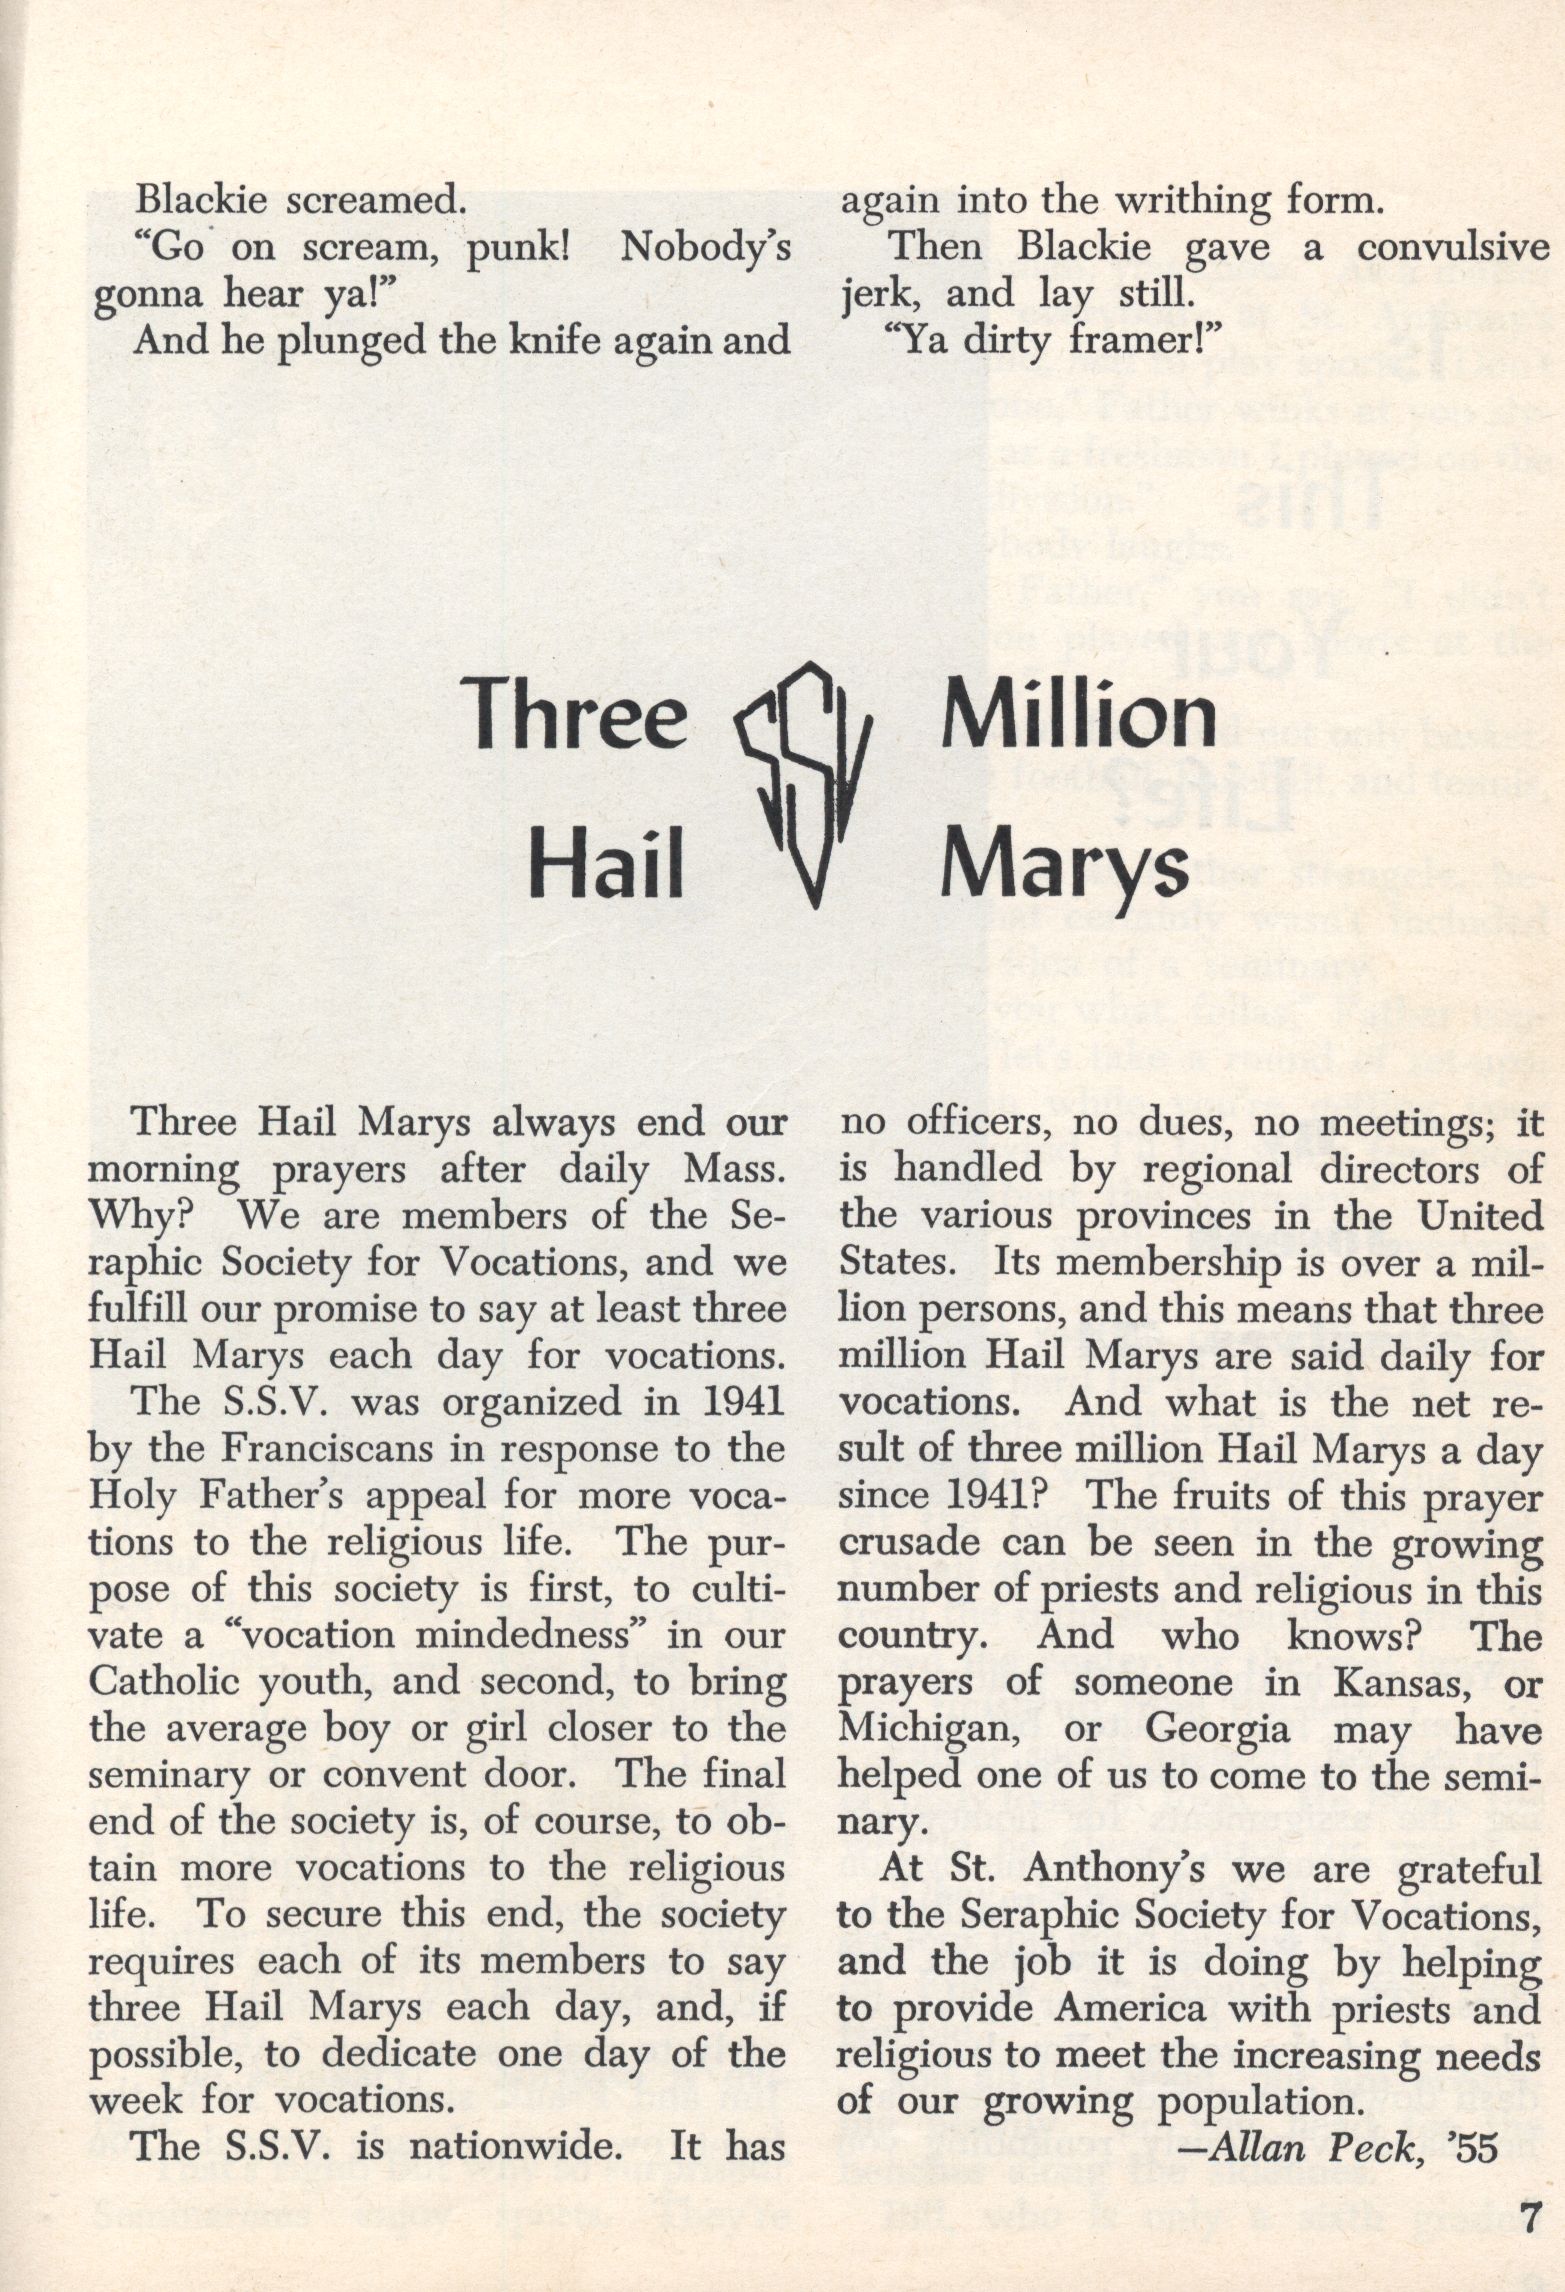 Blackie screamed.
“Go on scream, punk! Nobody’s
gonna hear ya!”
And he plunged the knife again and
again into the writhing form.
Then Blackie gave a convulsive
jerk, and lay still.
“Ya dirty framer!”
Three Million
Hail Marys
SSV
Three Hail Marys always end our
morning prayers after daily Mass.
Why? We are members of the Se-
raphic Society for Vocations, and we
fulfill our promise to say at least three
Hail Marys each day for vocations.
The S.S.V. was organized in 1941
by the Franciscans in response to the
Holy Father’s appeal for more voca-
tions to the religious life. The pur-
pose of this society is first, to culti-
vate a “vocation mindedness” in our
Catholic youth, and second, to bring
the average boy or girl closer to the
seminary or convent door. The final
end of the society is, of course, to ob-
tain more vocations to the religious
life. To secure this end, the society
requires each of its members to say
three Hail Marys each day, and, if
possible, to dedicate one day of the
week for vocations.
The S.S.V. is nationwide. It has
no officers, no dues, no meetings; it
is handled by regional directors of
the various provinces in the United
States. Its membership is over a mil-
lion persons, and this means that three
million Hail Marys are said daily for
vocations. And what is the net re-
sult of three million Hail Marys a day
since 1941? The fruits of this prayer
crusade can be seen in the growing
number of priests and religious in this
country. And who knows? The
prayers of someone in Kansas, or
Michigan, or Georgia may have
helped one of us to come to the semi-
nary.
At St. Anthony’s we are grateful
to the Seraphic Society for Vocations,
and the job it is doing by helping
to provide America with priests and
religious to meet the increasing needs
of our growing population.
—Allan Peck, ’55
7